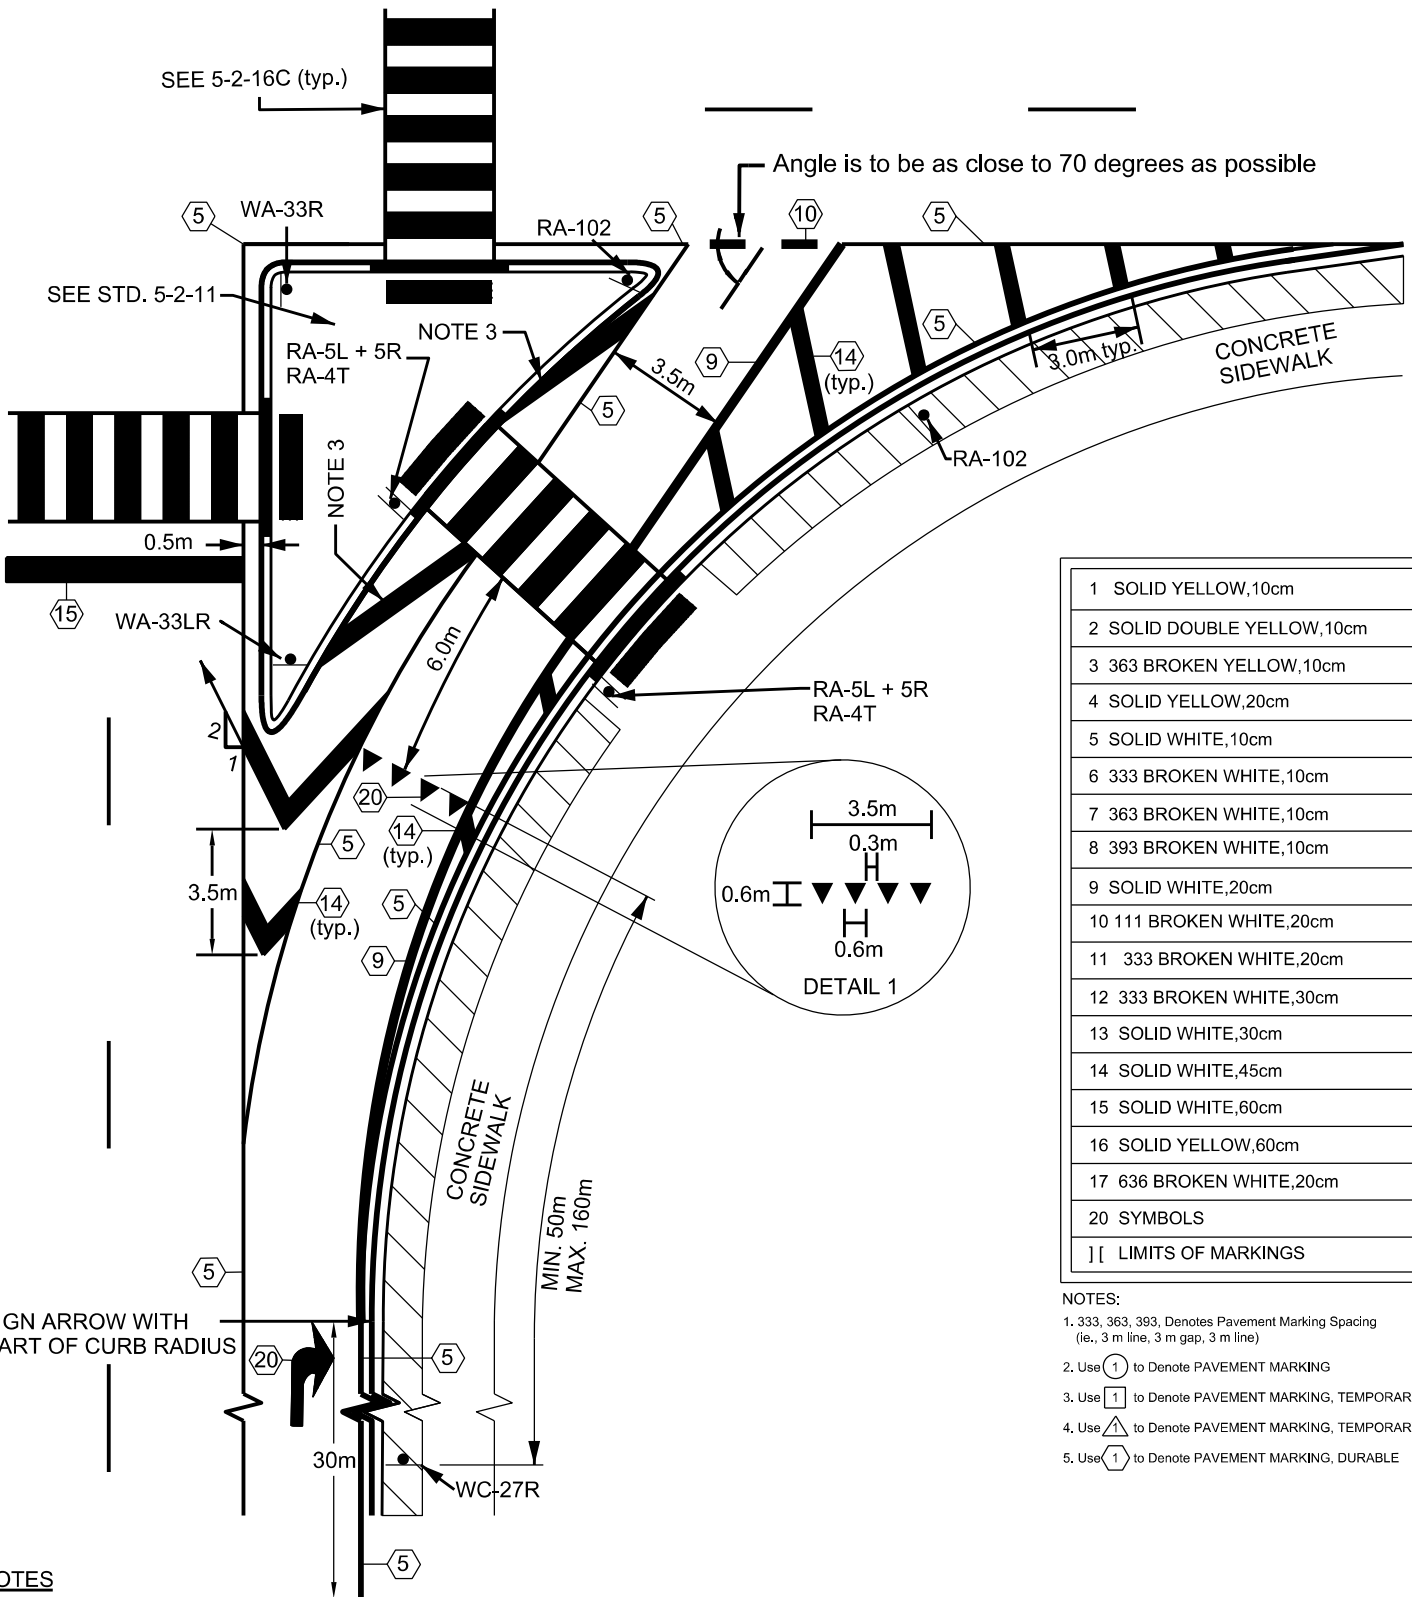 SEE 5-2-16C (typ.)
Angle is to be as close to 70 degrees as possible
5
WA-33R
RA-102
5
10
5
SEE STD. 5-2-11
NOTE 3
RA-5L + 5R
RA-4T
3.5m
9
14
(typ.)
5
3.0m typ.
CONCRETE
SIDEWALK
5
RA-102
NOTE 3
0.5m
15
WA-33LR
6.0m
RA-5L + 5R
RA-4T
2
1
20
14
(typ.)
5
3.5m
14
(typ.)
5
9
3.5m
0.3m
0.6m
0.6m
DETAIL 1
CONCRETE
SIDEWALK
MIN. 50m
MAX. 160m
5
GN ARROW WITH
ART OF CURB RADIUS
20
5
30m
WC-27R
5
OTES
1 SOLID YELLOW,10cm
2 SOLID DOUBLE YELLOW,10cm
3 363 BROKEN YELLOW,10cm
4 SOLID YELLOW,20cm
5 SOLID WHITE,10cm
6 333 BROKEN WHITE,10cm
7 363 BROKEN WHITE,10cm
8 393 BROKEN WHITE,10cm
9 SOLID WHITE,20cm
10 111 BROKEN WHITE,20cm
11 333 BROKEN WHITE,20cm
12 333 BROKEN WHITE,30cm
13 SOLID WHITE,30cm
14 SOLID WHITE,45cm
15 SOLID WHITE,60cm
16 SOLID YELLOW,60cm
17 636 BROKEN WHITE,20cm
20 SYMBOLS
] [ LIMITS OF MARKINGS
NOTES:
1. 333, 363, 393, Denotes Pavement Marking Spacing
(ie., 3 m line, 3 m gap, 3 m line)
2. Use 1 to Denote PAVEMENT MARKING
3. Use 1 to Denote PAVEMENT MARKING, TEMPORAR
4. Use 1 to Denote PAVEMENT MARKING, TEMPORAR
5. Use 1 to Denote PAVEMENT MARKING, DURABLE